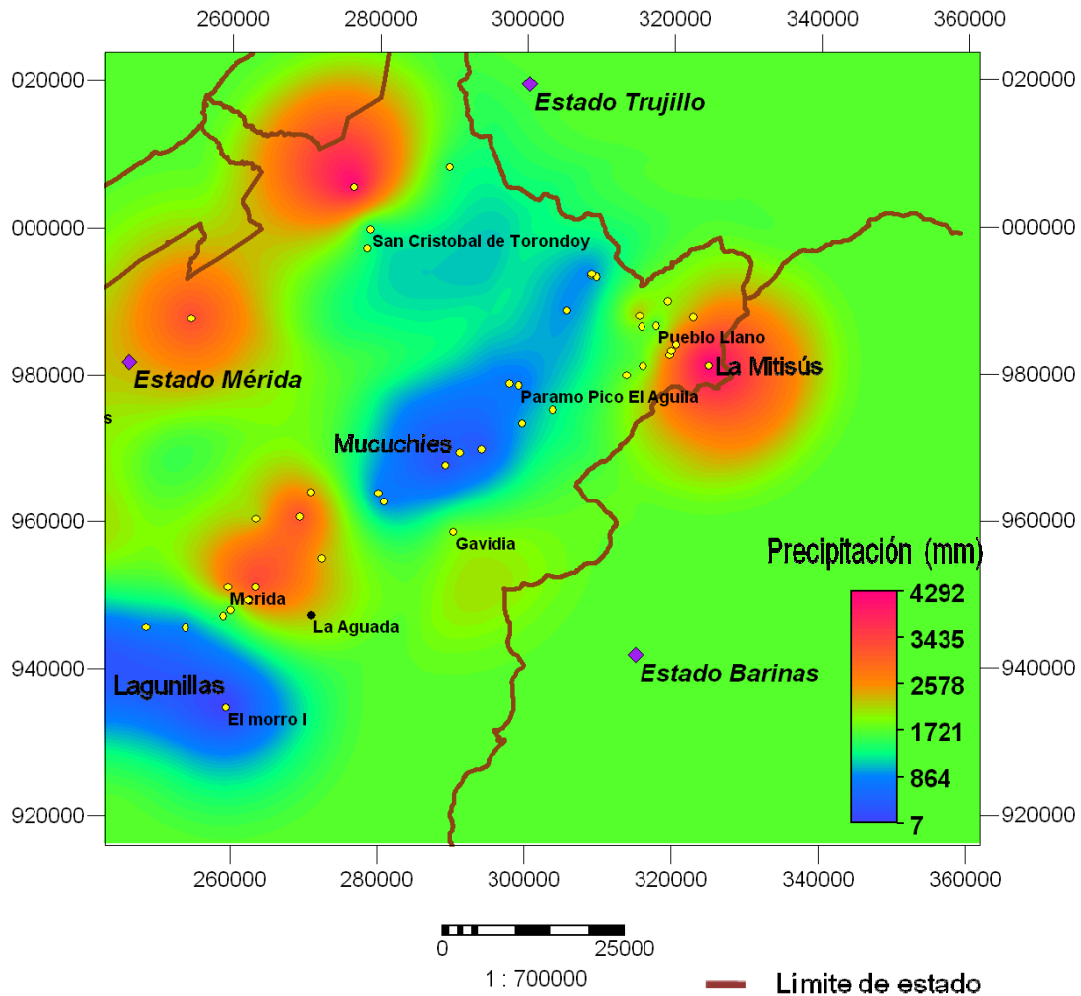 260000 280000 300000 320000 340000 360000
020000 020000
Estado Trujillo
000000 000000
San Cristobal de Torondoy
Pueblo Llano
La Mitisús
Estado Mérida
980000 980000
Paramo Pico El Aguila
s
Mucuchies
960000 960000
Gavidia
Precipitación (mm)
4292
3435
2578
1721
864
7
Merida
La Aguada
940000 940000
Estado Barinas
Lagunillas
El morro I
920000 920000
260000 280000 300000 320000 340000 360000
0 25000
1 : 700000
Límite de estado